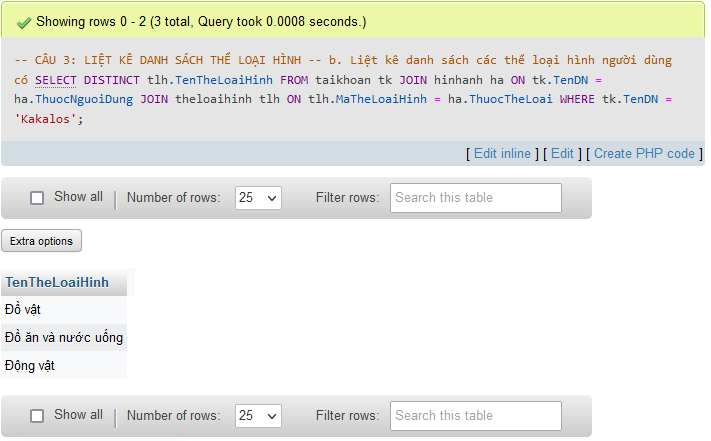 Showing rows 0 - 2 (3 total, Query took 0.0008 seconds.)
-- CÂU 3: LIỆT KÊ DANH SÁCH THỂ LOẠI HÌNH -- b. Liệt kê danh sách các thể loại hình người dùng
có SELECT DISTINCT tlh.TenTheLoaiHinh FROM taikhoan tk JOIN hinhanh ha ON tk.TenDN =
ha.ThuocNguoiDung JOIN theloaihinh tlh ON tlh.MaTheLoaiHinh = ha.ThuocTheLoai WHERE tk.TenDN =
'Kakalos';
[ Edit inline ] [ Edit ] [ Create PHP code ]
Show all | Number of rows: 25 Filter rows: Search this table
Extra options
TenTheLoaiHinh
Đồ vật
Đồ ăn và nước uống
Động vật
Show all | Number of rows: 25 Filter rows: Search this table